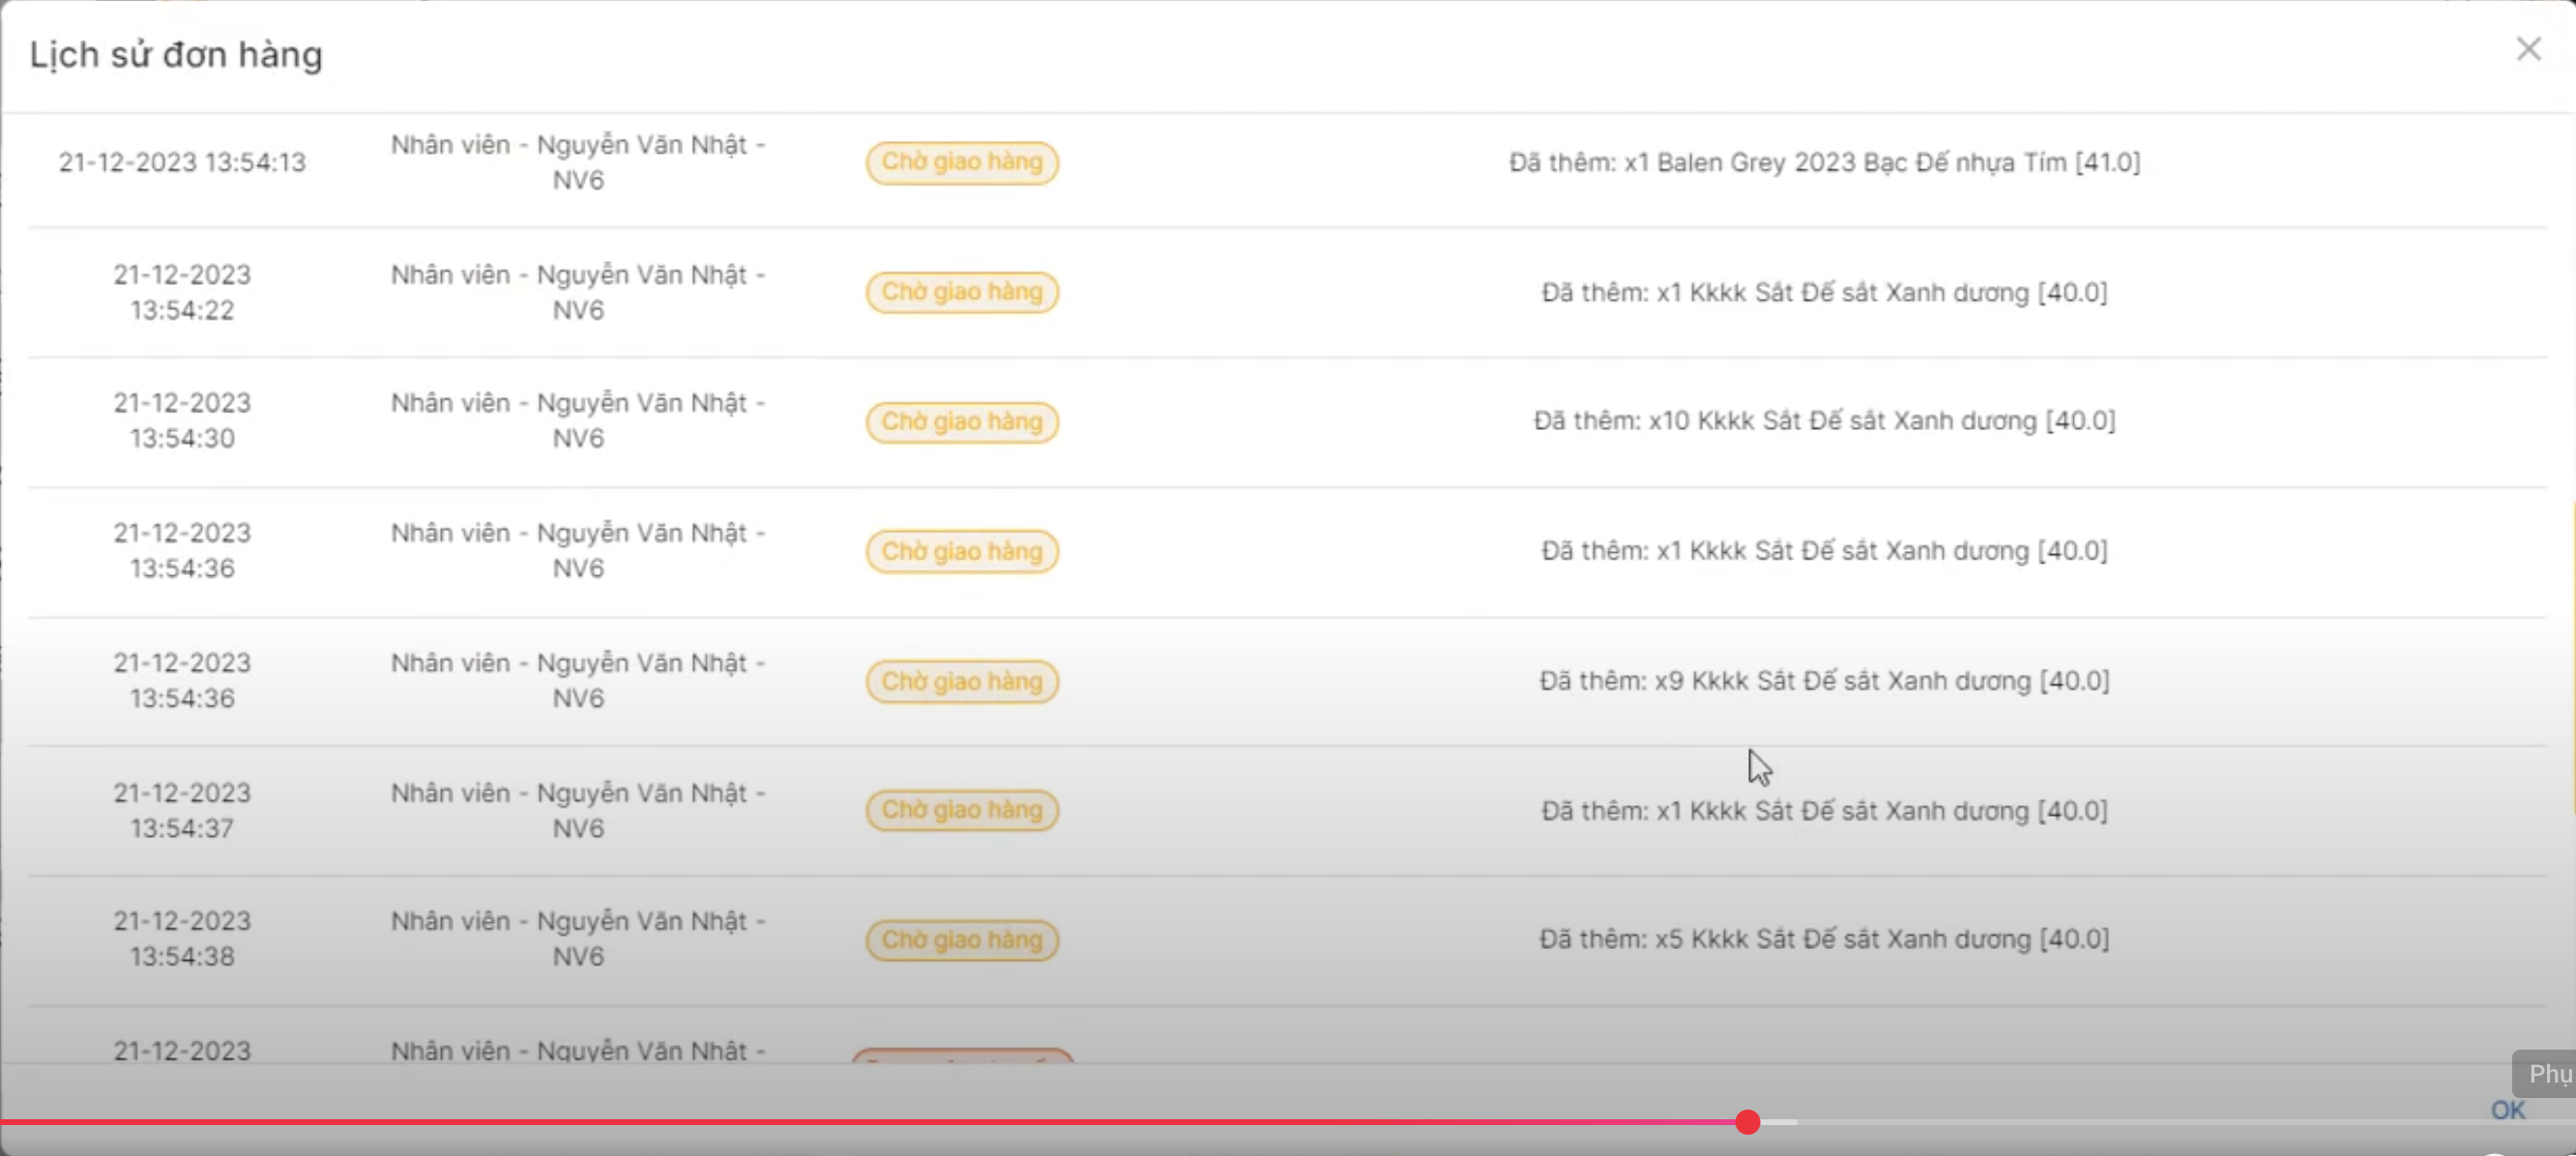 Lịch sử đơn hàng
21-12-2023 13:54:13
Nhân viên - Nguyễn Văn Nhật -
NV6
Chờ giao hàng
Đã thêm: x1 Balen Grey 2023 Bạc Đế nhựa Tím [41.0]
21-12-2023
13:54:22
Nhân viên - Nguyễn Văn Nhật -
NV6
Chờ giao hàng
Đã thêm: x1 Kkkk Sắt Đế sắt Xanh dương [40.0]
21-12-2023
13:54:30
Nhân viên - Nguyễn Văn Nhật -
NV6
Chờ giao hàng
Đã thêm: x10 Kkkk Sắt Đế sắt Xanh dương [40.0]
21-12-2023
13:54:36
Nhân viên - Nguyễn Văn Nhật -
NV6
Chờ giao hàng
Đã thêm: x1 Kkkk Sắt Đế sắt Xanh dương [40.0]
21-12-2023
13:54:36
Nhân viên - Nguyễn Văn Nhật -
NV6
Chờ giao hàng
Đã thêm: x9 Kkkk Sắt Đế sắt Xanh dương [40.0]
21-12-2023
13:54:37
Nhân viên - Nguyễn Văn Nhật -
NV6
Chờ giao hàng
Đã thêm: x1 Kkkk Sắt Đế sắt Xanh dương [40.0]
21-12-2023
13:54:38
Nhân viên - Nguyễn Văn Nhật -
NV6
Chờ giao hàng
Đã thêm: x5 Kkkk Sắt Đế sắt Xanh dương [40.0]
21-12-2023
Nhân viên - Nguyễn Văn Nhật -
Phụ
OK